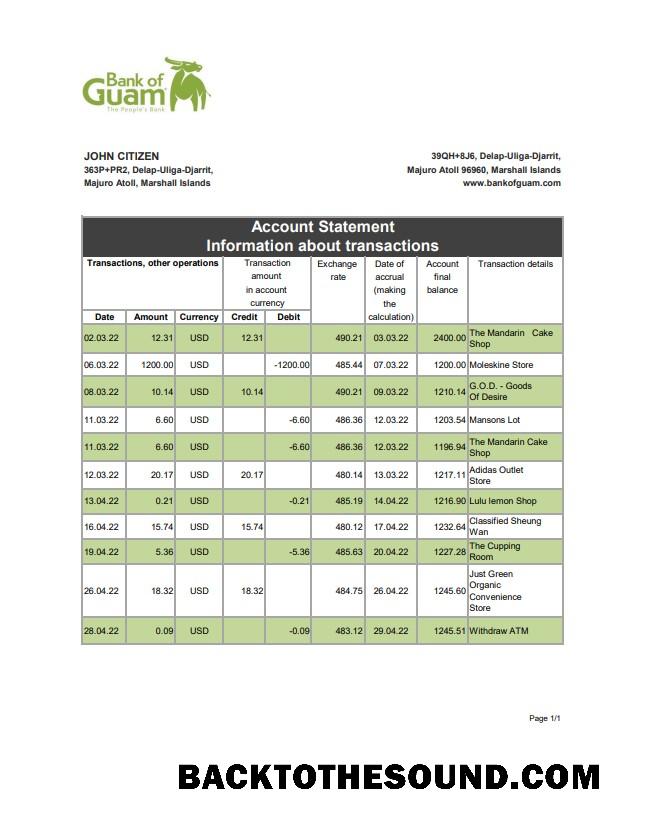 Bank of
Guam
The People's Bank
JOHN CITIZEN
363P+PR2, Delap-Uliga-Djarrit,
Majuro Atoll, Marshall Islands
39QH+8J6, Delap-Uliga-Djarrit,
Majuro Atoll 96960, Marshall Islands
www.bankofguam.com
Account Statement
Information about transactions
Transactions, other operations
Transaction
amount
in account
currency
Exchange
rate
Date of
accrual
(making
the
calculation)
Account
final
balance
Transaction details
Date Amount Currency Credit Debit
02.03.22 12.31 USD 12.31 490.21 03.03.22 2400.00 The Mandarin Cake
Shop
06.03.22 1200.00 USD -1200.00 485.44 07.03.22 1200.00 Moleskine Store
08.03.22 10.14 USD 10.14 490.21 09.03.22 1210.14 G.O.D. - Goods
Of Desire
11.03.22 6.60 USD -6.60 486.36 12.03.22 1203.54 Mansons Lot
11.03.22 6.60 USD -6.60 486.36 12.03.22 1196.94 The Mandarin Cake
Shop
12.03.22 20.17 USD 20.17 480.14 13.03.22 1217.11 Adidas Outlet
Store
13.04.22 0.21 USD -0.21 485.19 14.04.22 1216.90 Lulu lemon Shop
16.04.22 15.74 USD 15.74 480.12 17.04.22 1232.64 Classified Sheung
Wan
19.04.22 5.36 USD -5.36 485.63 20.04.22 1227.28 The Cupping
Room
26.04.22 18.32 USD 18.32 484.75 26.04.22 1245.60 Just Green
Organic
Convenience
Store
28.04.22 0.09 USD -0.09 483.12 29.04.22 1245.51 Withdraw ATM
Page 1/1
BACKTOTHESOUND.COM